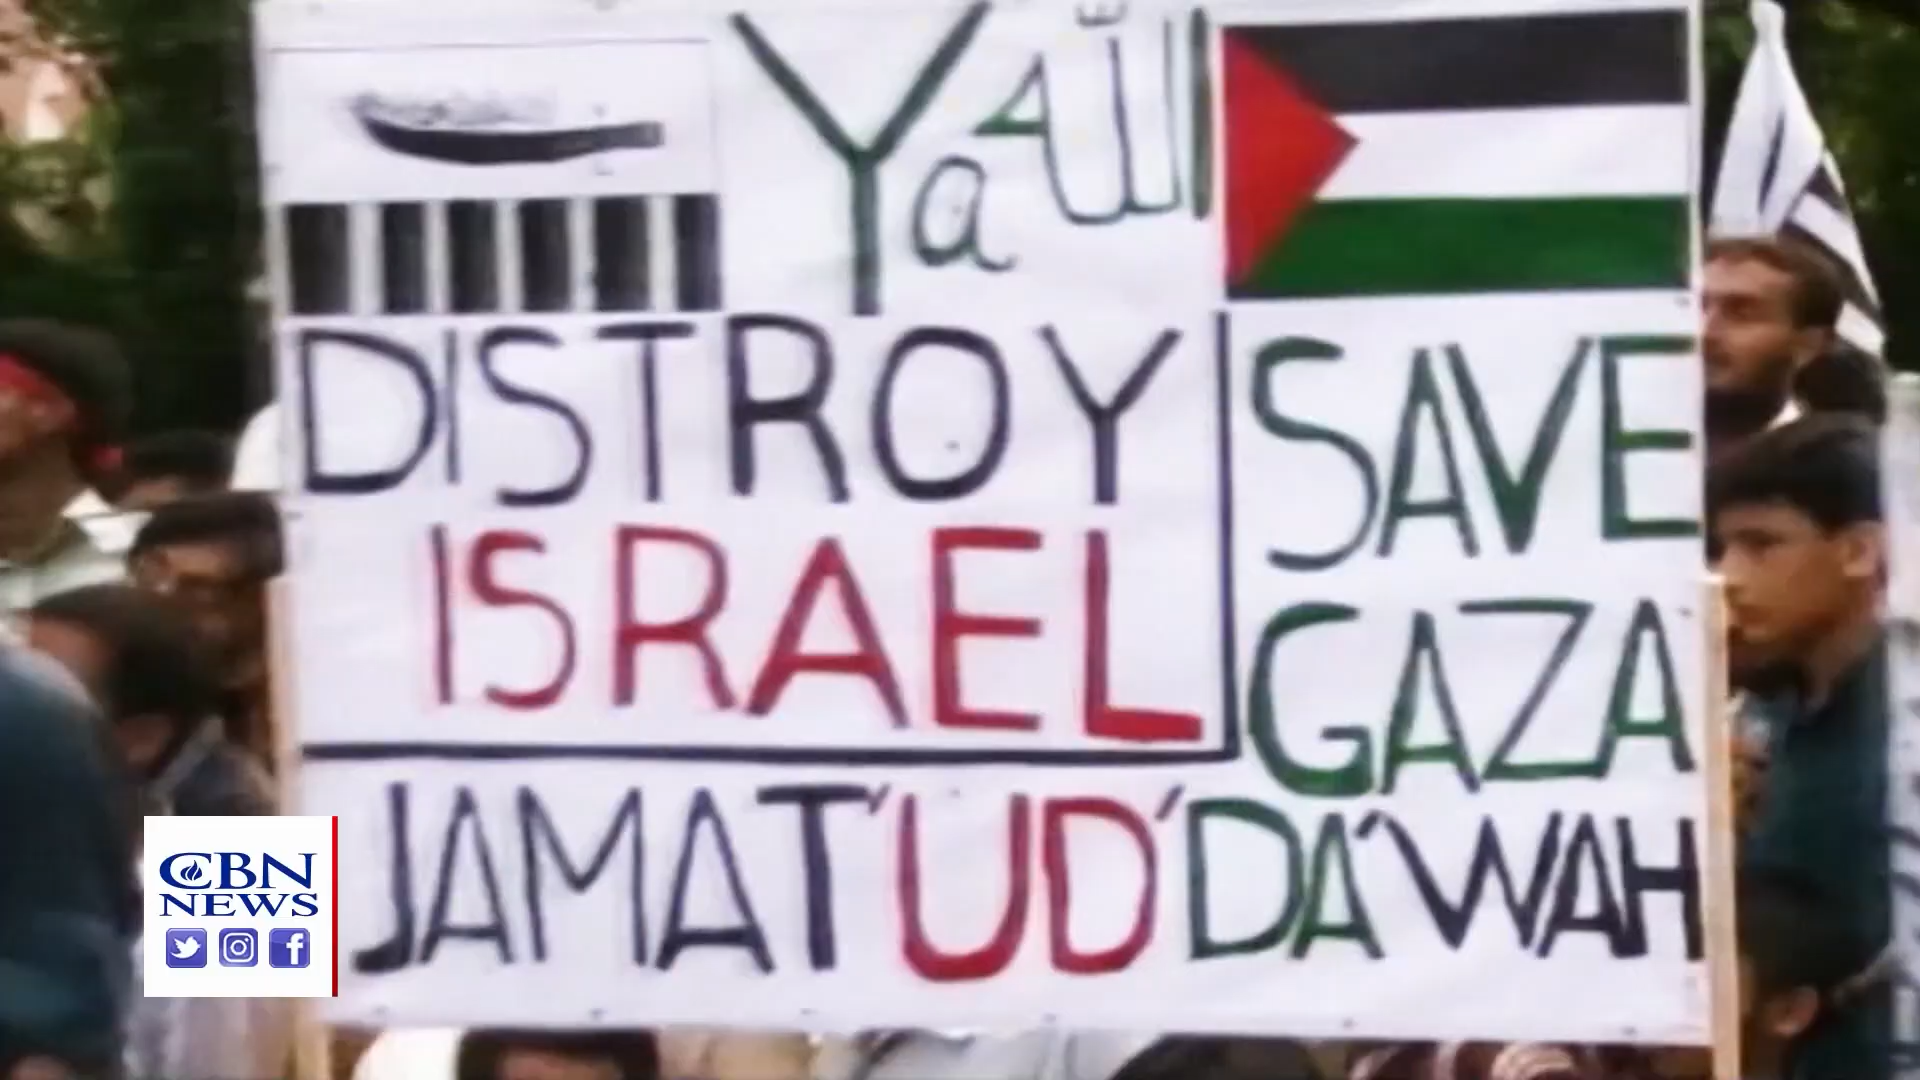 Ya الله
DISTROY
ISRAEL
SAVE
GAZA
JAMAT'UD'DA'WAH
CBN
NEWS